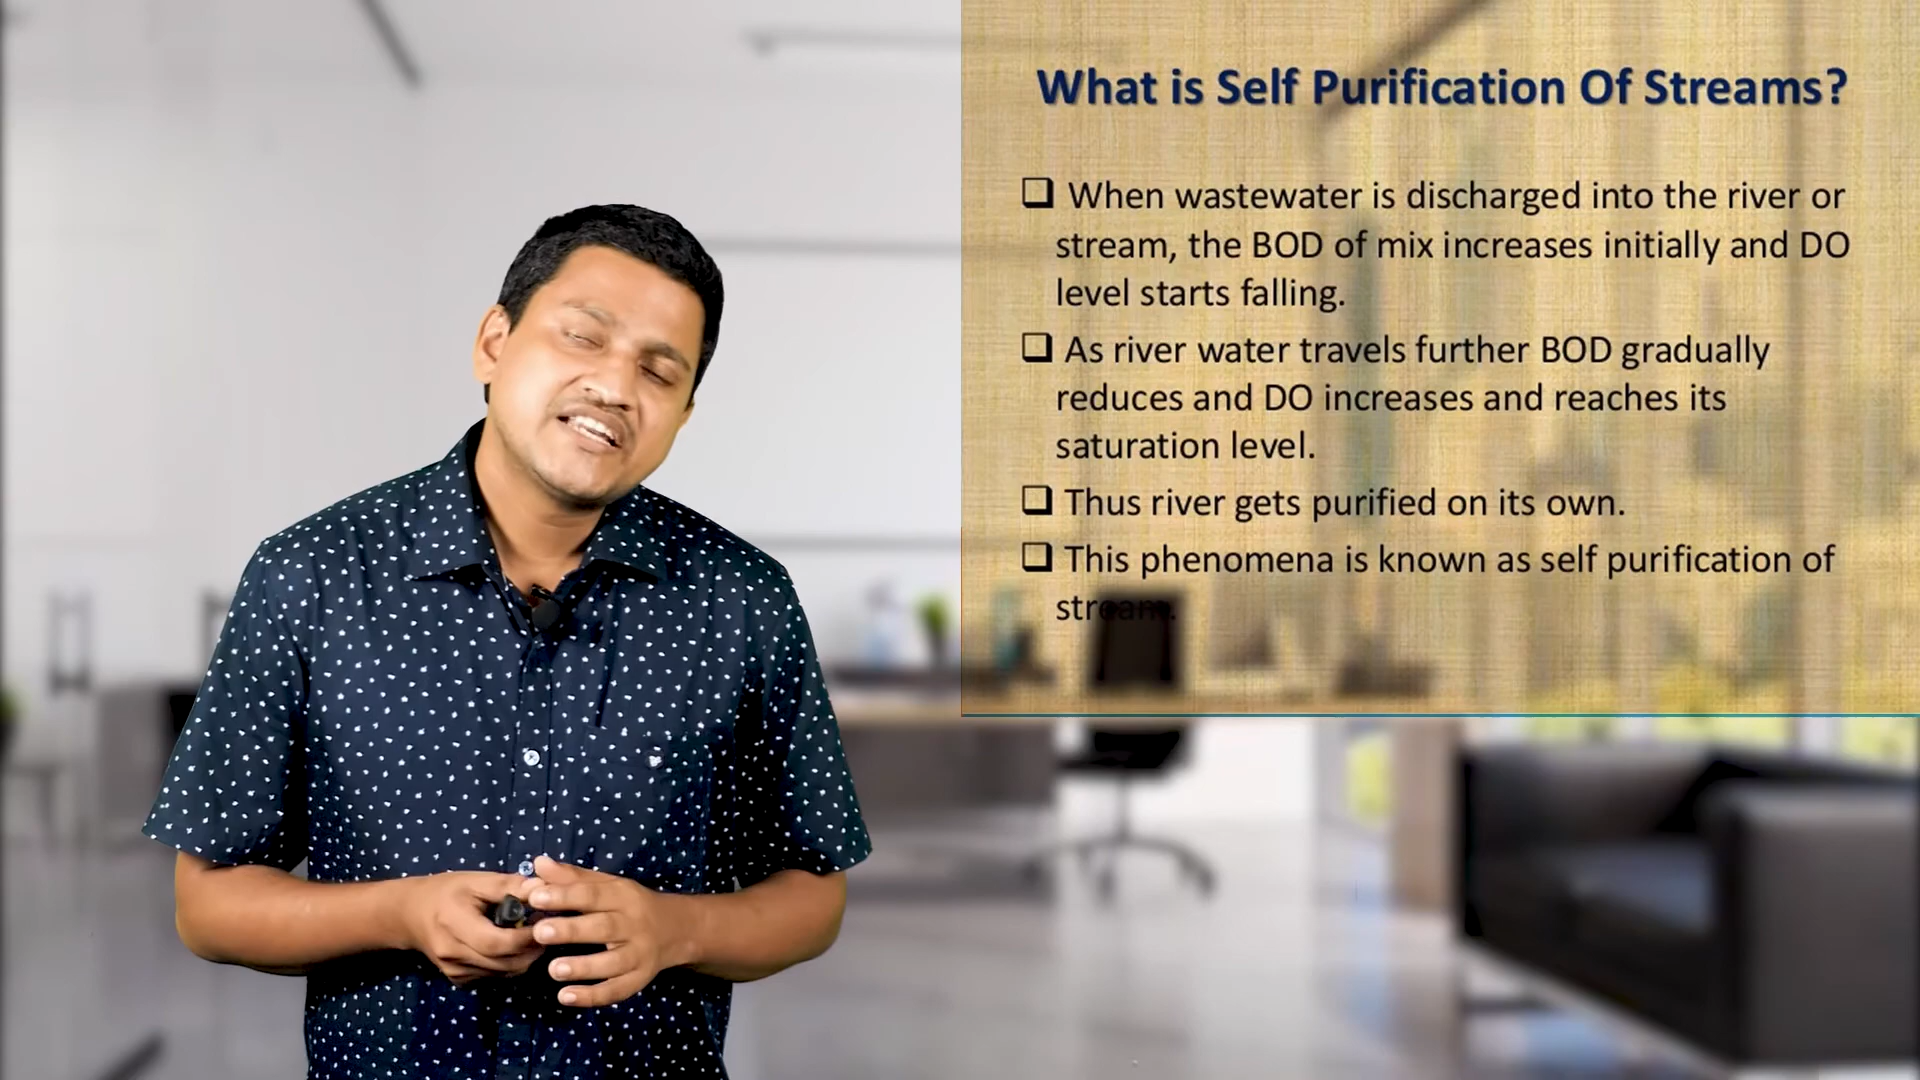 What is Self Purification Of Streams?
❑ When wastewater is discharged into the river or
stream, the BOD of mix increases initially and DO
level starts falling.
❑ As river water travels further BOD gradually
reduces and DO increases and reaches its
saturation level.
❑ Thus river gets purified on its own.
❑ This phenomena is known as self purification of
stream.